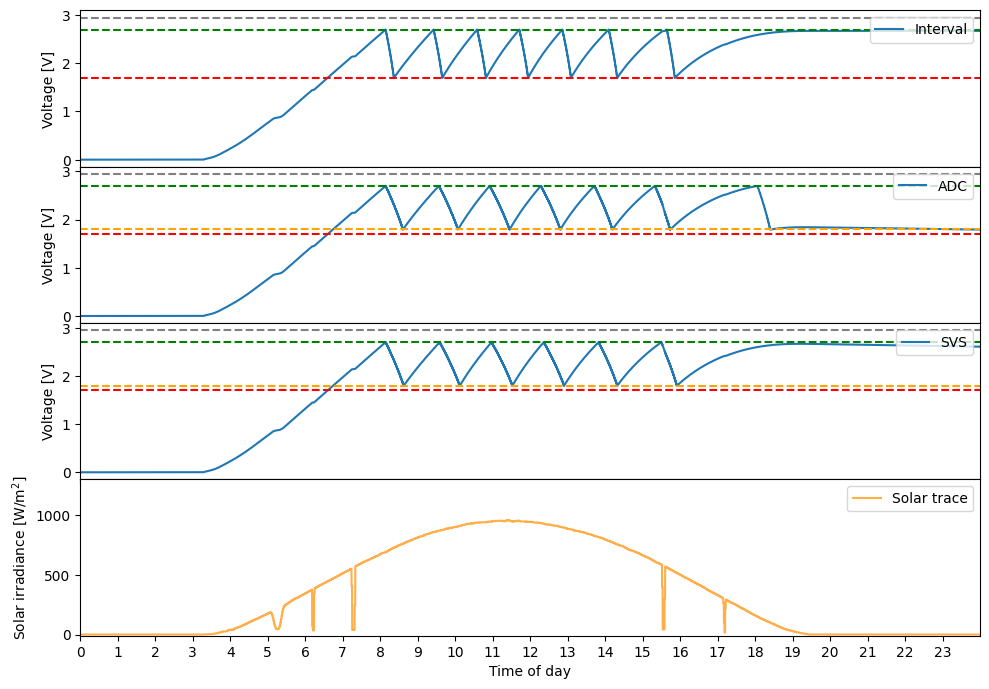 3
2
1
0
Voltage [V]
Interval
3
2
1
0
Voltage [V]
ADC
3
2
1
0
Voltage [V]
SVS
1000
500
0
Solar irradiance [W/m²]
Solar trace
0 1 2 3 4 5 6 7 8 9 10 11 12 13 14 15 16 17 18 19 20 21 22 23
Time of day